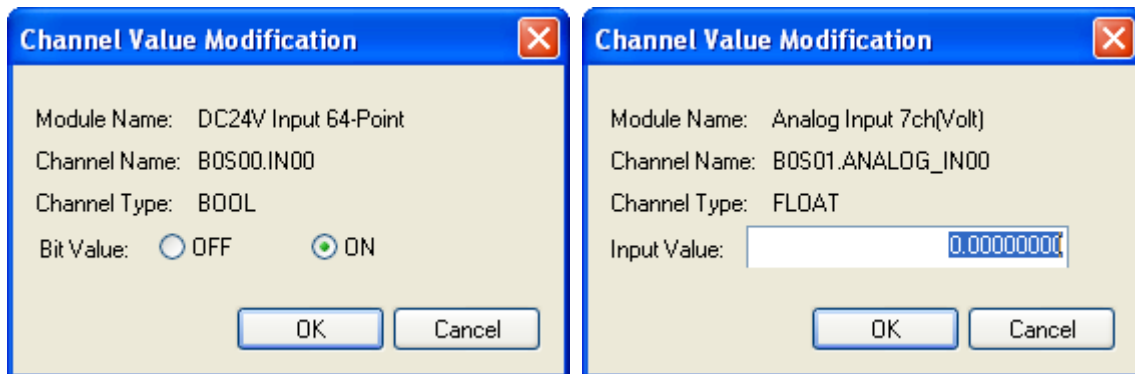 Channel Value Modification
Module Name: DC24V Input 64-Point
Channel Name: B0S00.IN00
Channel Type: BOOL
Bit Value: OFF ON
OK Cancel
Channel Value Modification
Module Name: Analog Input 7ch(Volt)
Channel Name: B0S01.ANALOG_IN00
Channel Type: FLOAT
Input Value: 0.00000000
OK Cancel